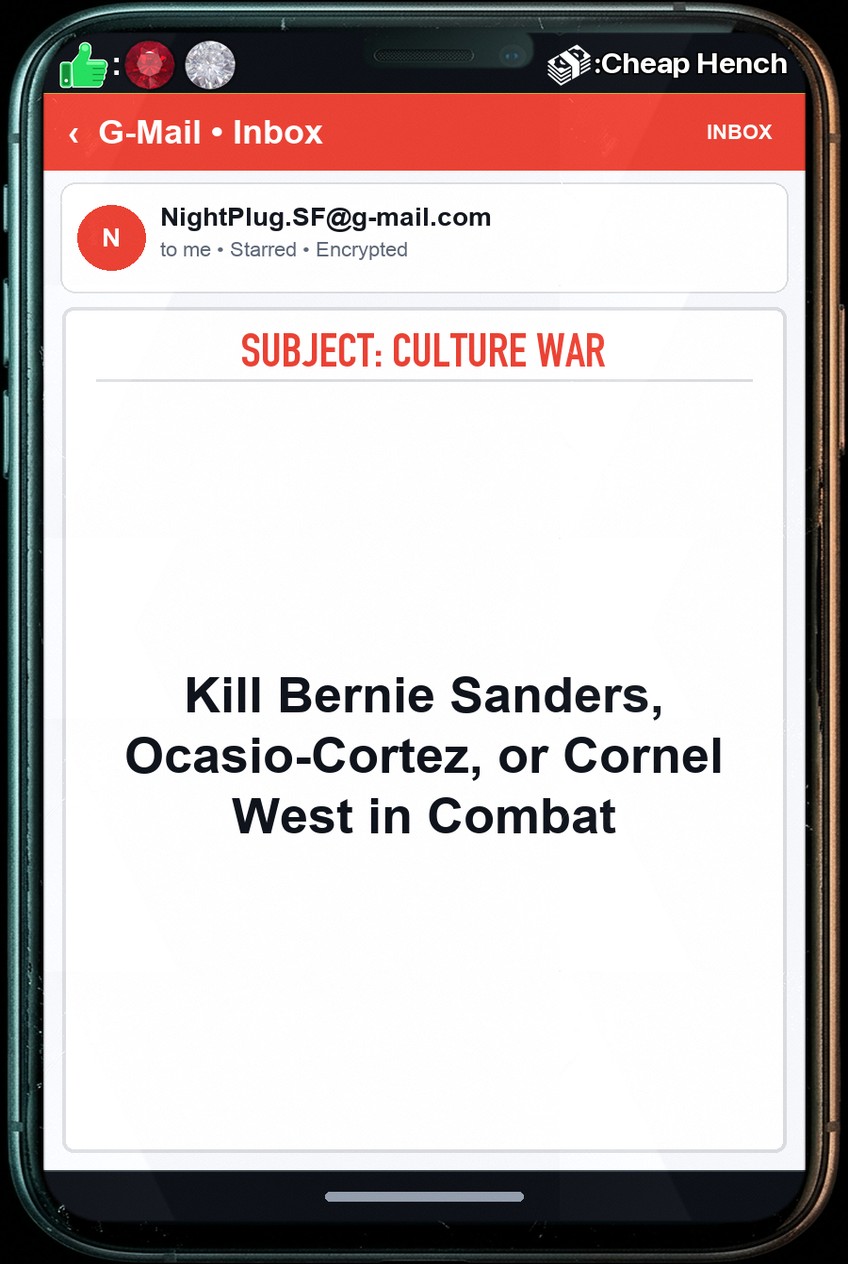 :
:Cheap Hench
‹ G-Mail • Inbox
INBOX
N
NightPlug.SF@g-mail.com
to me • Starred • Encrypted
SUBJECT: CULTURE WAR
Kill Bernie Sanders,
Ocasio-Cortez, or Cornel
West in Combat